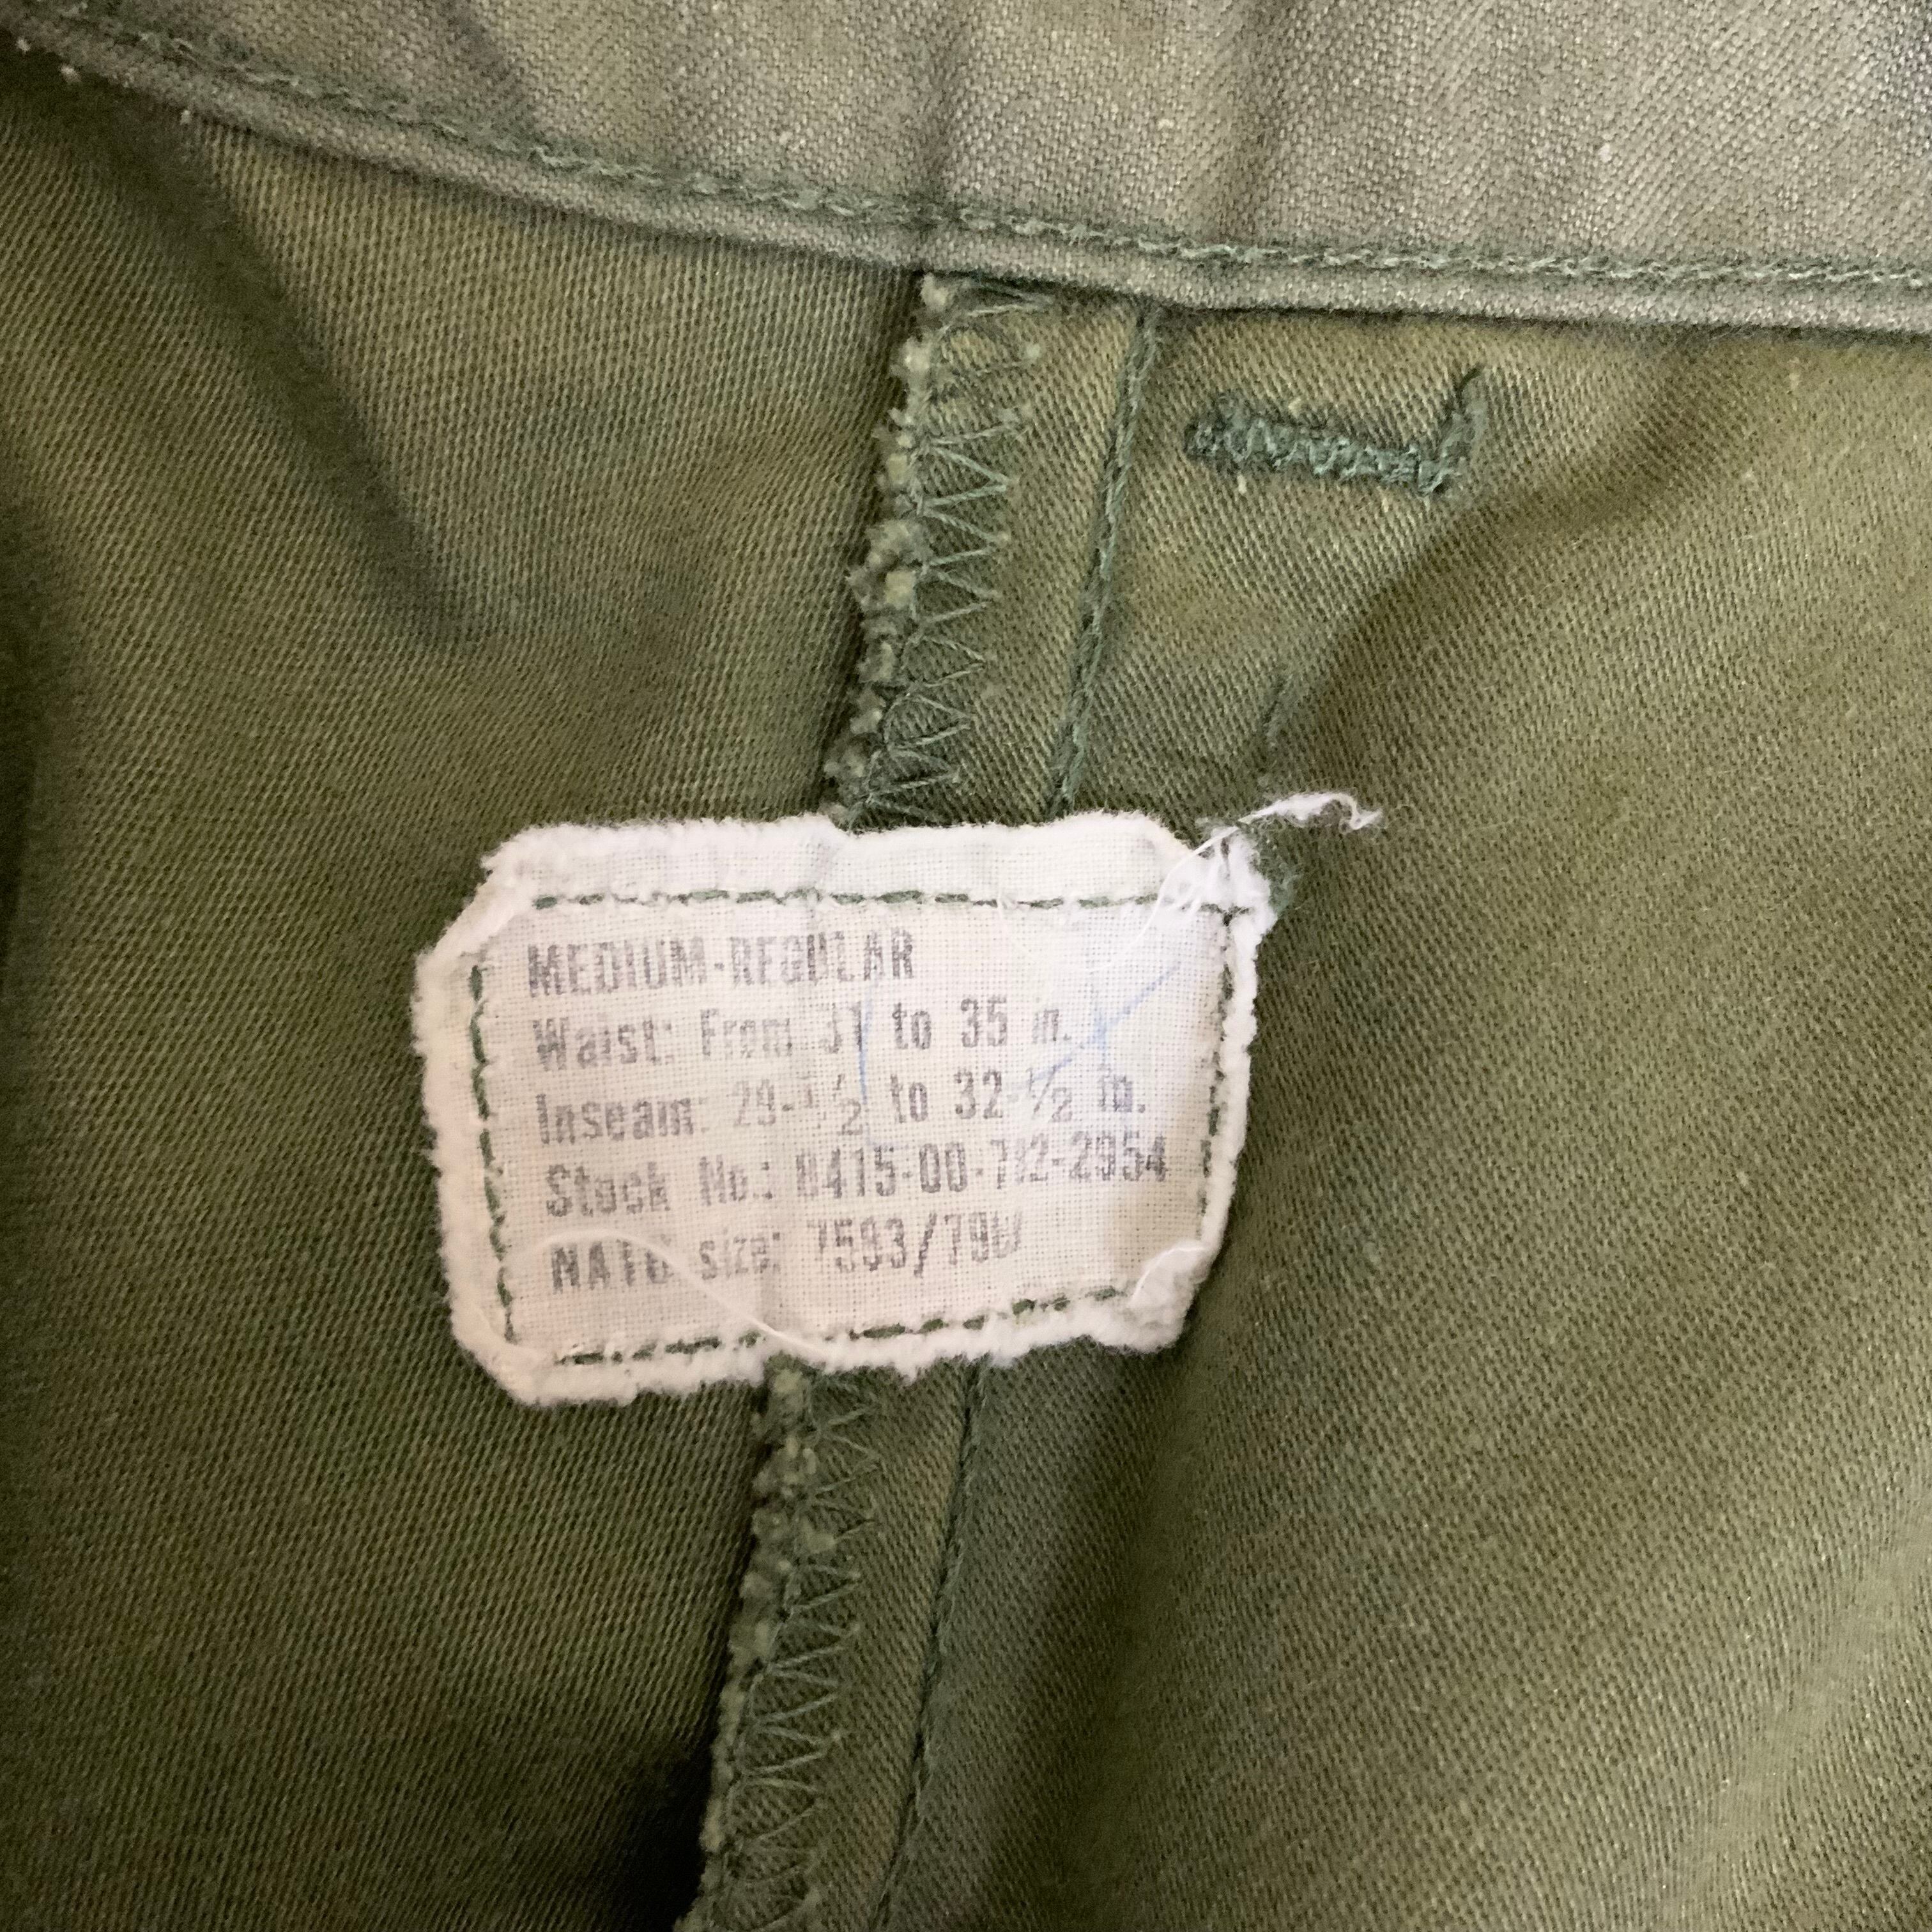 MEDIUM-REGULAR
Waist: From 31 to 35 in.
Inseam: 29-1/2 to 32-1/2 in.
Stock No.: 8415-00-782-2954
NATO size: 7593/79